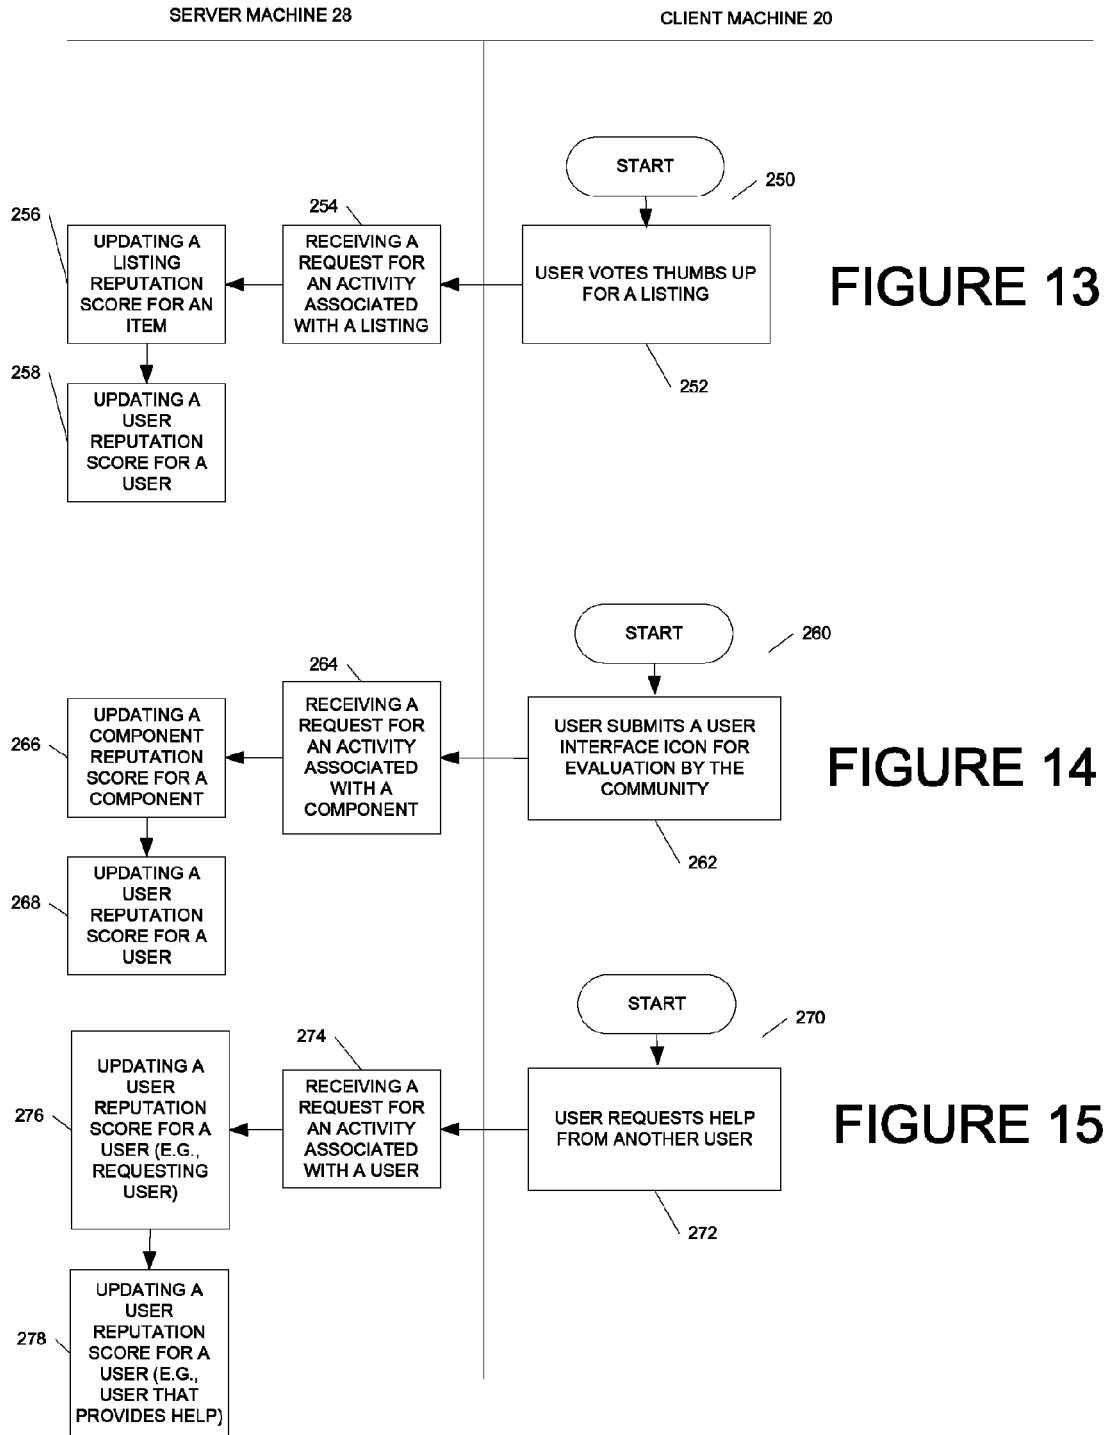 SERVER MACHINE 28
CLIENT MACHINE 20
START
250
256
254
UPDATING A
LISTING
REPUTATION
SCORE FOR AN
ITEM
RECEIVING A
REQUEST FOR
AN ACTIVITY
ASSOCIATED
WITH A LISTING
USER VOTES THUMBS UP
FOR A LISTING
FIGURE 13
258
252
UPDATING A
USER
REPUTATION
SCORE FOR A
USER
START
260
264
266
UPDATING A
COMPONENT
REPUTATION
SCORE FOR A
COMPONENT
RECEIVING A
REQUEST FOR
AN ACTIVITY
ASSOCIATED
WITH A
COMPONENT
USER SUBMITS A USER
INTERFACE ICON FOR
EVALUATION BY THE
COMMUNITY
FIGURE 14
262
268
UPDATING A
USER
REPUTATION
SCORE FOR A
USER
START
270
274
276
UPDATING A
USER
REPUTATION
SCORE FOR A
USER (E.G.,
REQUESTING
USER)
RECEIVING A
REQUEST FOR
AN ACTIVITY
ASSOCIATED
WITH A USER
USER REQUESTS HELP
FROM ANOTHER USER
FIGURE 15
272
278
UPDATING A
USER
REPUTATION
SCORE FOR A
USER (E.G.,
USER THAT
PROVIDES HELP)